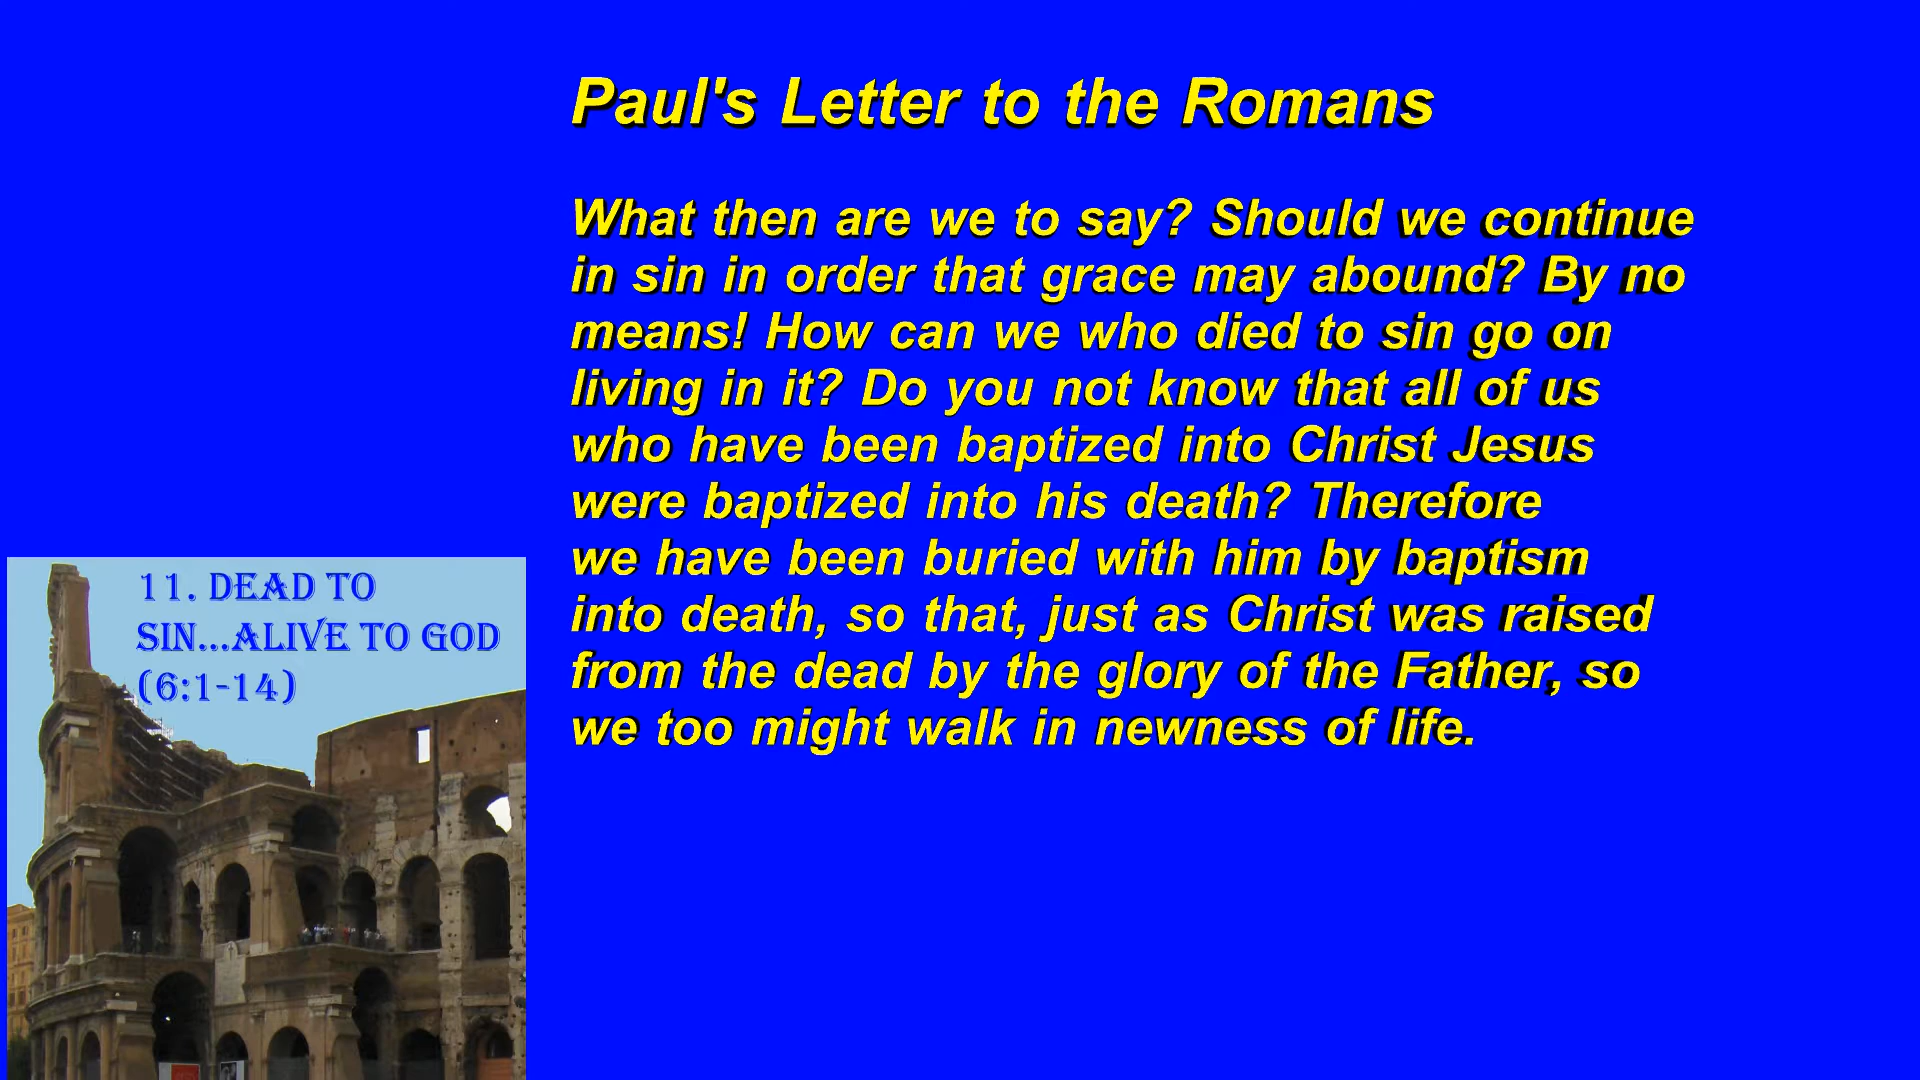 Paul's Letter to the Romans
What then are we to say? Should we continue
in sin in order that grace may abound? By no
means! How can we who died to sin go on
living in it? Do you not know that all of us
who have been baptized into Christ Jesus
were baptized into his death? Therefore
we have been buried with him by baptism
into death, so that, just as Christ was raised
from the dead by the glory of the Father, so
we too might walk in newness of life.
11. DEAD TO
SIN...ALIVE TO GOD
(6:1-14)